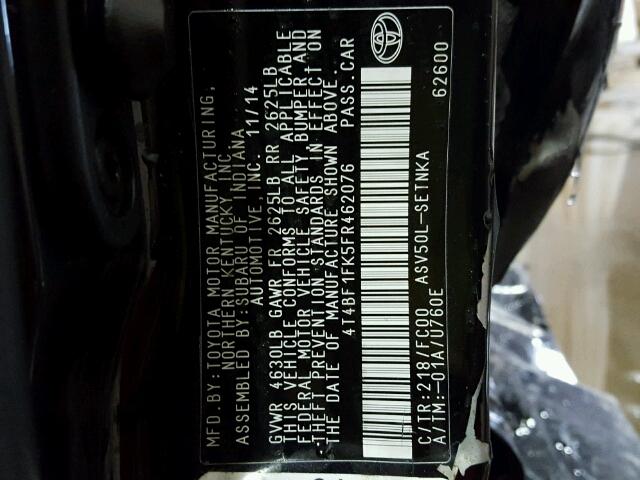 MFD.BY:TOYOTA MOTOR MANUFACTURING,
NORTHERN KENTUCKY INC.
ASSEMBLED BY:SUBARU OF INDIANA
AUTOMOTIVE, INC. 11/14
GVWR 4630LB GAWR FR 2625LB RR 2625LB
THIS VEHICLE CONFORMS TO ALL APPLICABLE
FEDERAL MOTOR VEHICLE SAFETY, BUMPER, AND
THEFT PREVENTION STANDARDS IN EFFECT ON
THE DATE OF MANUFACTURE SHOWN ABOVE.
4T4BF1FK5FR462076 PASS.CAR
C/TR:218/FC00 ASV50L-SETNKA
A/TM:-01A/U760E 62600